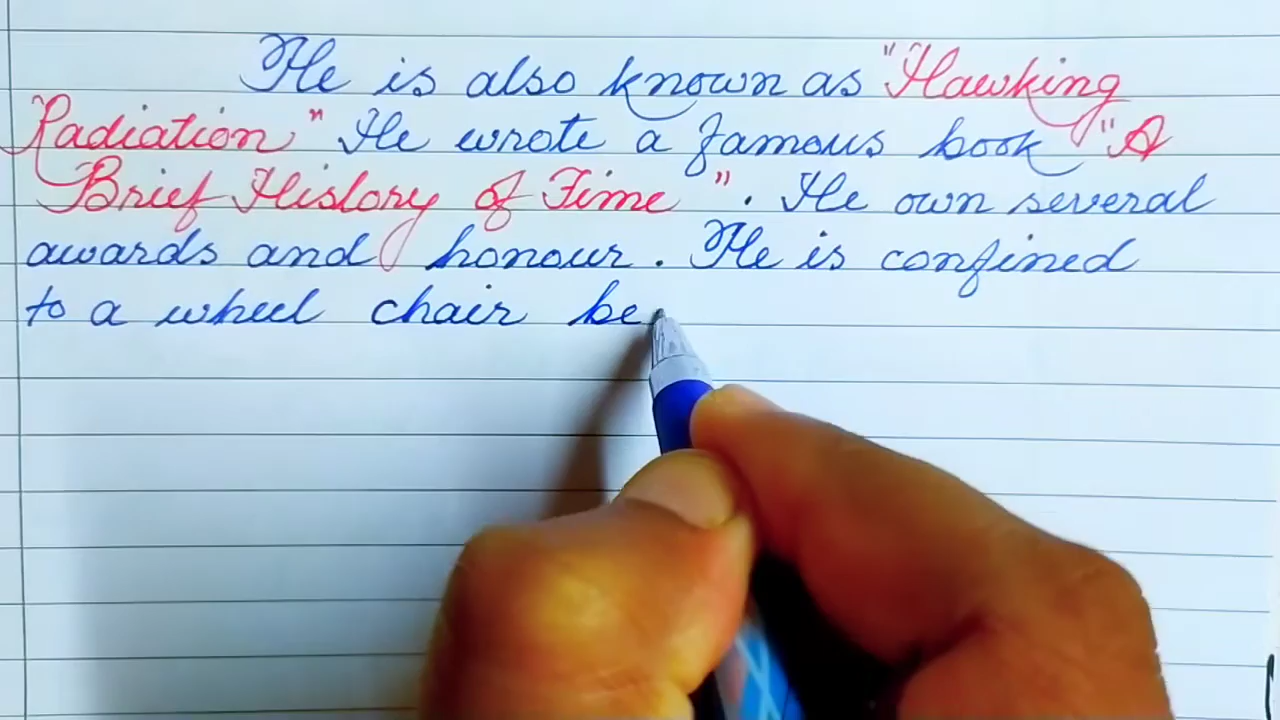 He is also known as "Hawking
Radiation" He wrote a famous book "A
Brief History of Time". He own several
awards and honour. He is confined
to a wheel chair be